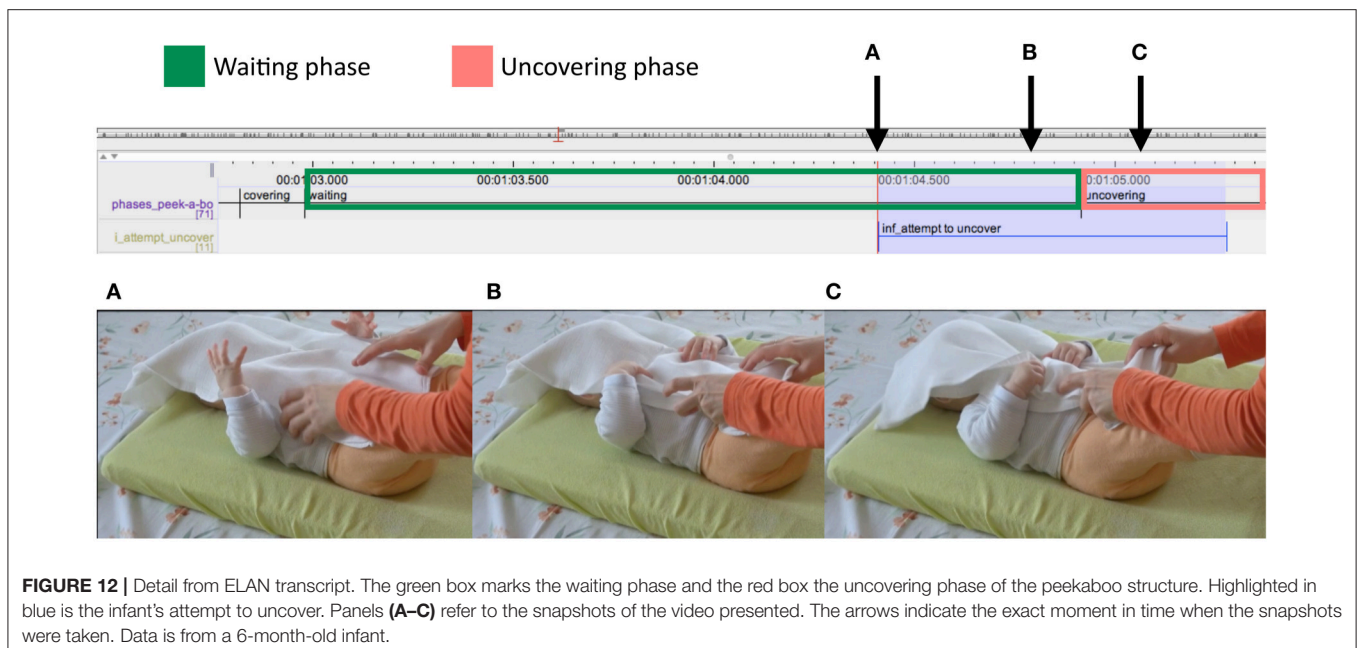 Waiting phase
Uncovering phase
A
B
C
00:01:03.000
00:01:03.500
00:01:04.000
00:01:04.500
00:01:05.000
phases_peek-a-bo
[71]
covering
waiting
uncovering
i_attempt_uncover
[11]
inf_attempt to uncover
A
B
C
FIGURE 12 | Detail from ELAN transcript. The green box marks the waiting phase and the red box the uncovering phase of the peekaboo structure. Highlighted in
blue is the infant's attempt to uncover. Panels (A–C) refer to the snapshots of the video presented. The arrows indicate the exact moment in time when the snapshots
were taken. Data is from a 6-month-old infant.